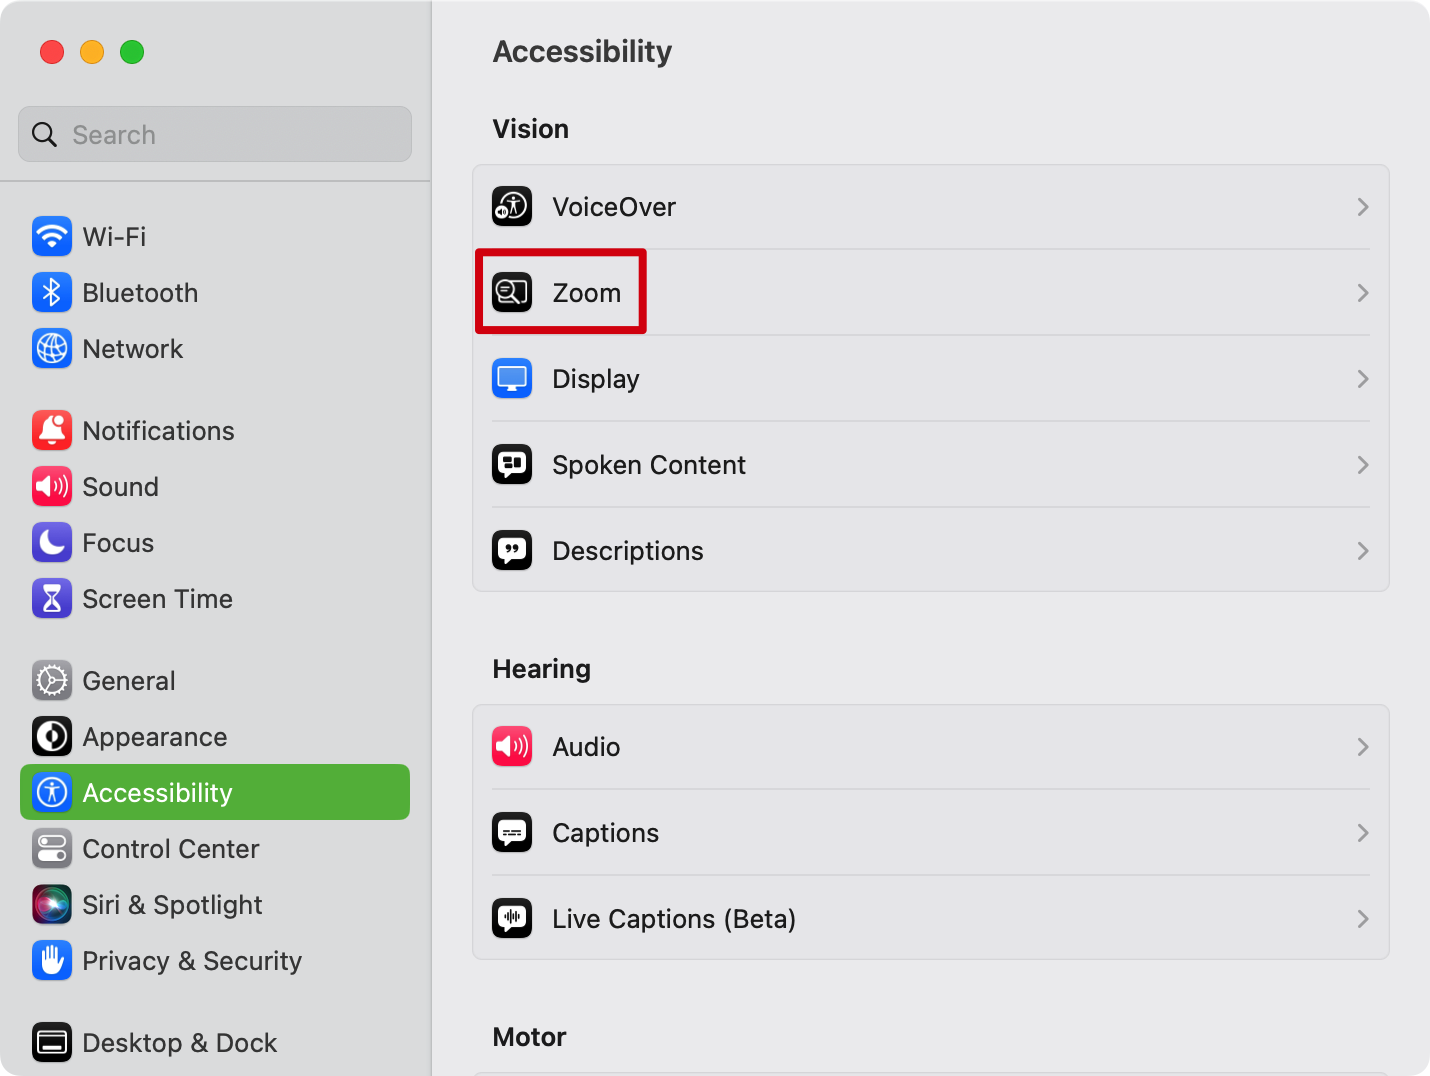 Search
Wi-Fi
Bluetooth
Network
Notifications
Sound
Focus
Screen Time
General
Appearance
Accessibility
Control Center
Siri & Spotlight
Privacy & Security
Desktop & Dock
Accessibility
Vision
VoiceOver
Zoom
Display
Spoken Content
Descriptions
Hearing
Audio
Captions
Live Captions (Beta)
Motor